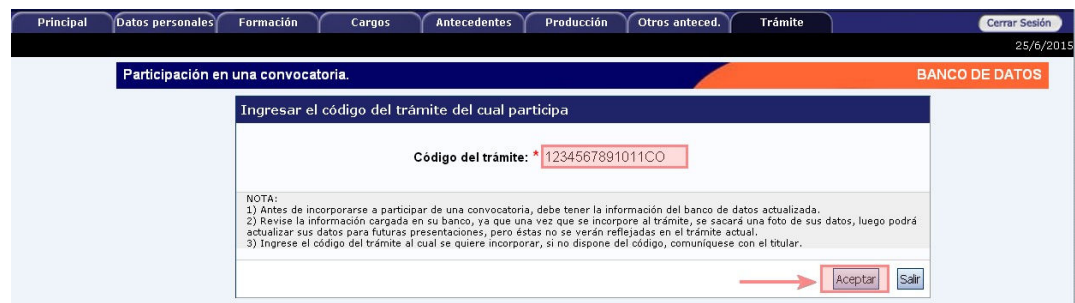 Principal Datos personales Formación Cargos Antecedentes Producción Otros anteced. Trámite Cerrar Sesión
25/6/2015
Participación en una convocatoria. BANCO DE DATOS
Ingresar el código del trámite del cual participa
Código del trámite: * 1234567891011CO
NOTA:
1) Antes de incorporarse a participar de una convocatoria, debe tener la información del banco de datos actualizada.
2) Revise la información cargada en su banco, ya que una vez que se incorpore al trámite, se sacará una foto de sus datos, luego podrá
actualizar sus datos para futuras presentaciones, pero éstas no se verán reflejadas en el trámite actual.
3) Ingrese el código del trámite al cual se quiere incorporar, si no dispone del código, comuníquese con el titular.
Aceptar Salir